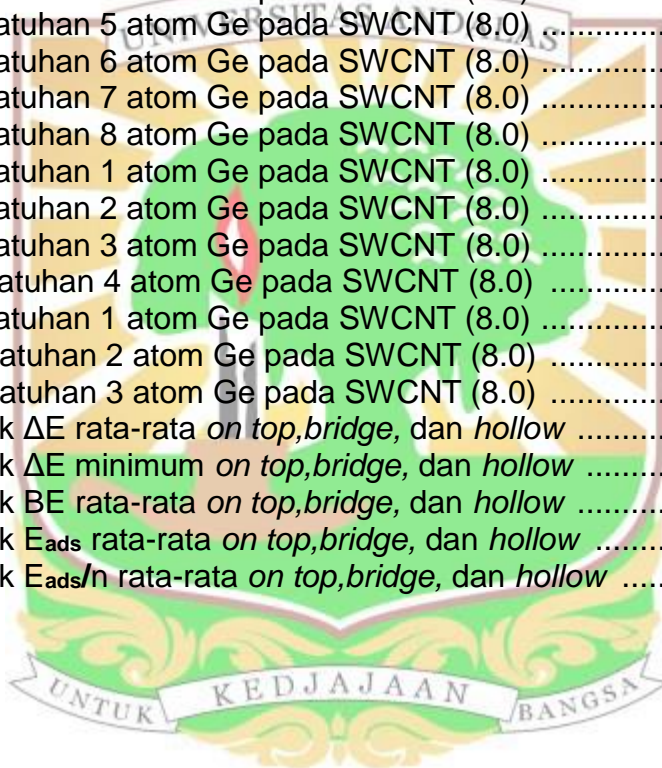 UNIVERSITAS ANDALAS
atuhan 5 atom Ge pada SWCNT (8.0) ..............
atuhan 6 atom Ge pada SWCNT (8.0) ..............
atuhan 7 atom Ge pada SWCNT (8.0) ..............
atuhan 8 atom Ge pada SWCNT (8.0) ..............
atuhan 1 atom Ge pada SWCNT (8.0) ..............
atuhan 2 atom Ge pada SWCNT (8.0) ..............
atuhan 3 atom Ge pada SWCNT (8.0) ..............
atuhan 4 atom Ge pada SWCNT (8.0) .............
atuhan 1 atom Ge pada SWCNT (8.0) ..............
atuhan 2 atom Ge pada SWCNT (8.0) .............
atuhan 3 atom Ge pada SWCNT (8.0) .............
k ΔE rata-rata on top,bridge, dan hollow ..........
k ΔE minimum on top,bridge, dan hollow .........
k BE rata-rata on top,bridge, dan hollow ..........
k Eads rata-rata on top,bridge, dan hollow ........
k Eads/n rata-rata on top,bridge, dan hollow .....
UNTUK KEDJAJAAN BANGSA